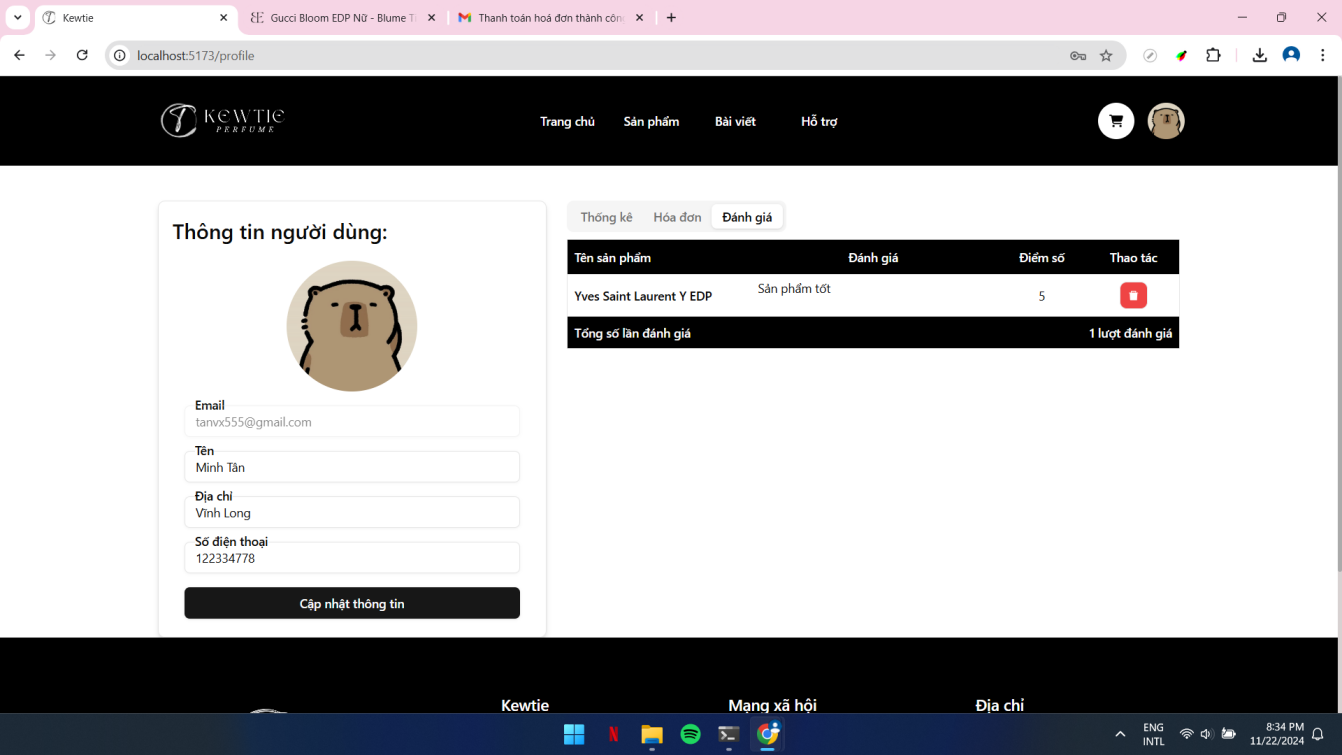 Kewtie
Gucci Bloom EDP Nữ - Blume Ti
Thanh toán hoá đơn thành côn
localhost:5173/profile
KEWTIE
PERFUME
Trang chủ
Sản phẩm
Bài viết
Hỗ trợ
Thông tin người dùng:
Email
tanvx555@gmail.com
Tên
Minh Tân
Địa chỉ
Vĩnh Long
Số điện thoại
122334778
Cập nhật thông tin
Thống kê Hóa đơn Đánh giá
Tên sản phẩm Đánh giá Điểm số Thao tác
Yves Saint Laurent Y EDP Sản phẩm tốt 5
Tổng số lần đánh giá 1 lượt đánh giá
Kewtie
Mạng xã hội
Địa chỉ
ENG
INTL
8:34 PM
11/22/2024